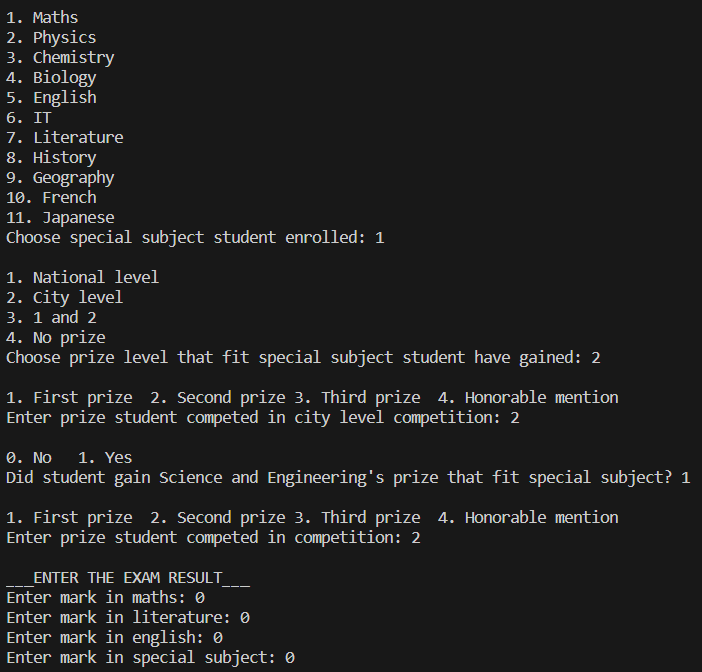 1. Maths
2. Physics
3. Chemistry
4. Biology
5. English
6. IT
7. Literature
8. History
9. Geography
10. French
11. Japanese
Choose special subject student enrolled: 1
1. National level
2. City level
3. 1 and 2
4. No prize
Choose prize level that fit special subject student have gained: 2
1. First prize  2. Second prize 3. Third prize  4. Honorable mention
Enter prize student competed in city level competition: 2
0. No   1. Yes
Did student gain Science and Engineering's prize that fit special subject? 1
1. First prize  2. Second prize 3. Third prize  4. Honorable mention
Enter prize student competed in competition: 2
___ENTER THE EXAM RESULT___
Enter mark in maths: 0
Enter mark in literature: 0
Enter mark in english: 0
Enter mark in special subject: 0